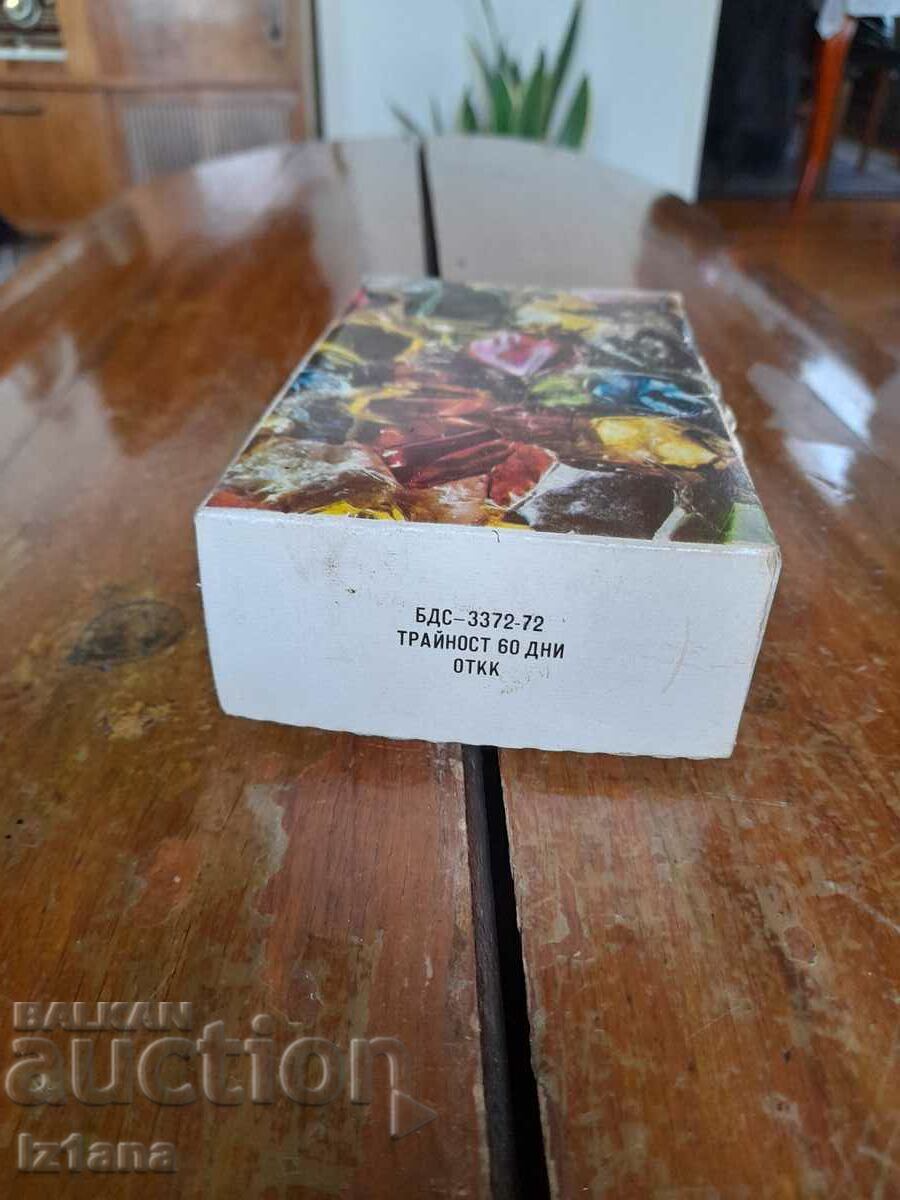 БДС-3372-72
ТРАЙНОСТ 60 ДНИ
ОТКК
BALKAN
auction
Iz1ana